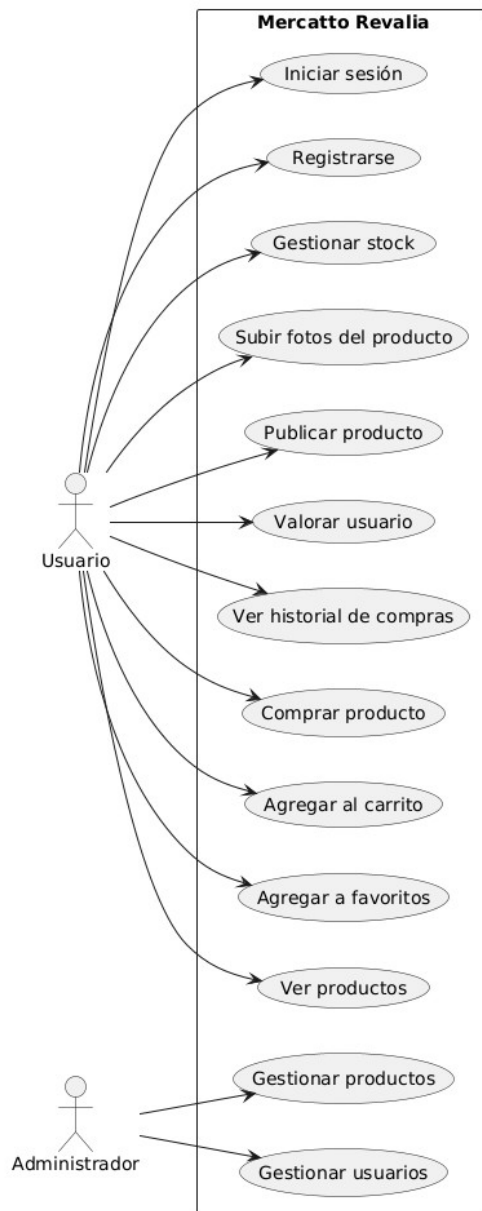 Mercatto Revalia
Iniciar sesión
Registrarse
Gestionar stock
Subir fotos del producto
Publicar producto
Valorar usuario
Usuario
Ver historial de compras
Comprar producto
Agregar al carrito
Agregar a favoritos
Ver productos
Gestionar productos
Administrador
Gestionar usuarios